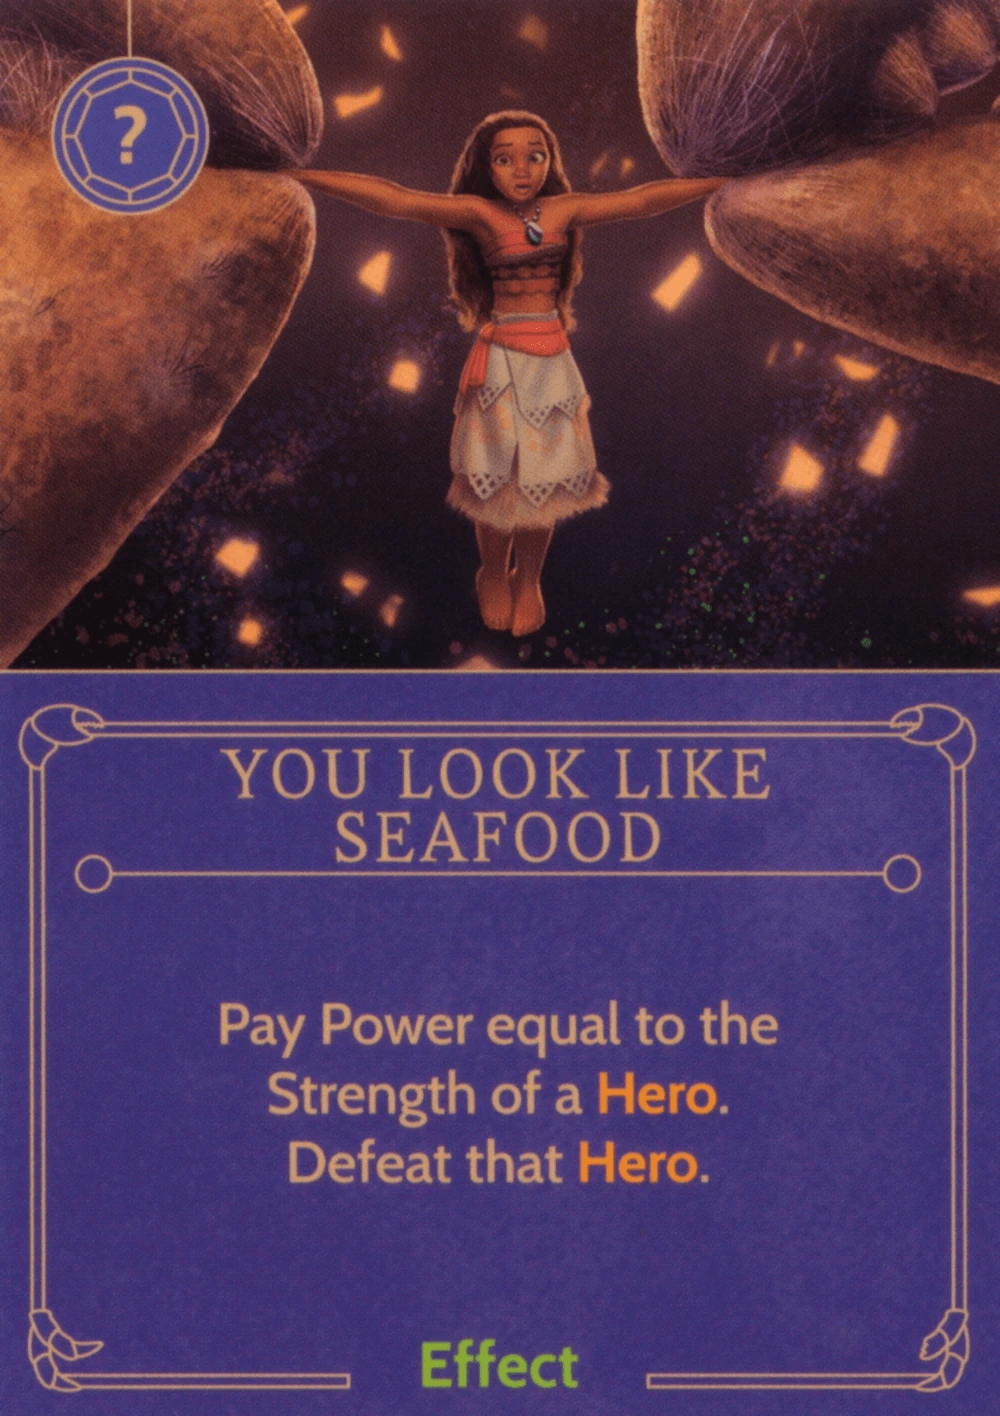 ?
YOU LOOK LIKE
SEAFOOD
Pay Power equal to the
Strength of a Hero.
Defeat that Hero.
Effect